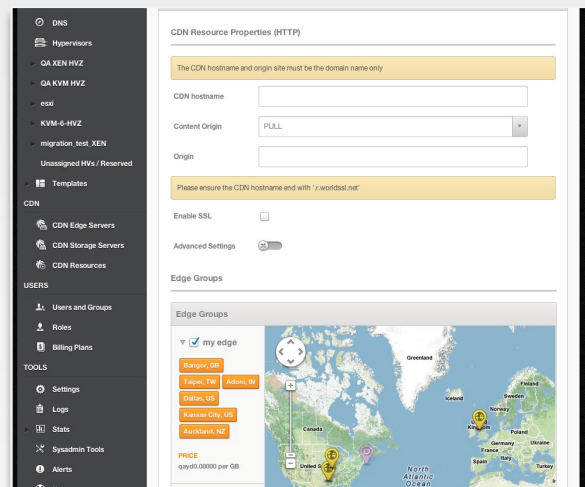 DNS
Hypervisors
QA XEN HVZ
QA KVM HVZ
esxi
KVM-6-HVZ
migration_test_XEN
Unassigned HVs / Reserved
Templates
CDN
CDN Edge Servers
CDN Storage Servers
CDN Resources
USERS
Users and Groups
Roles
Billing Plans
TOOLS
Settings
Logs
Stats
Sysadmin Tools
Alerts
CDN Resource Properties (HTTP)
The CDN hostname and origin site must be the domain name only
CDN hostname
Content Origin PULL
Origin
Please ensure the CDN hostname end with '.r.worldssl.net'
Enable SSL
Advanced Settings
Edge Groups
Edge Groups
my edge
Bangor, GB
Taipei, TW Adoni, IN
Dallas, US
Kansas City, US
Auckland, NZ
PRICE
qayd0.00000 per GB
Greenland
Finland
Sweden
Iceland
Norway
Canada
Poland
Germany Ukraine
France
Spain Italy
Turkey
North
Atlantic
Ocean